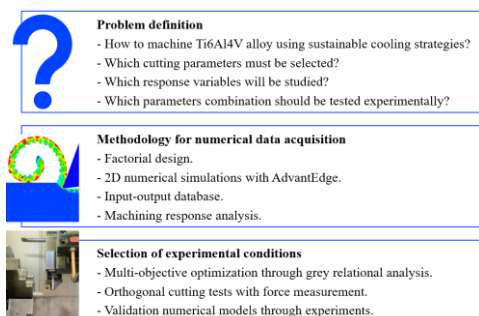 Problem definition
- How to machine Ti6Al4V alloy using sustainable cooling strategies?
- Which cutting parameters must be selected?
- Which response variables will be studied?
- Which parameters combination should be tested experimentally?
Methodology for numerical data acquisition
- Factorial design.
- 2D numerical simulations with AdvantEdge.
- Input-output database.
- Machining response analysis.
Selection of experimental conditions
- Multi-objective optimization through grey relational analysis.
- Orthogonal cutting tests with force measurement.
- Validation numerical models through experiments.